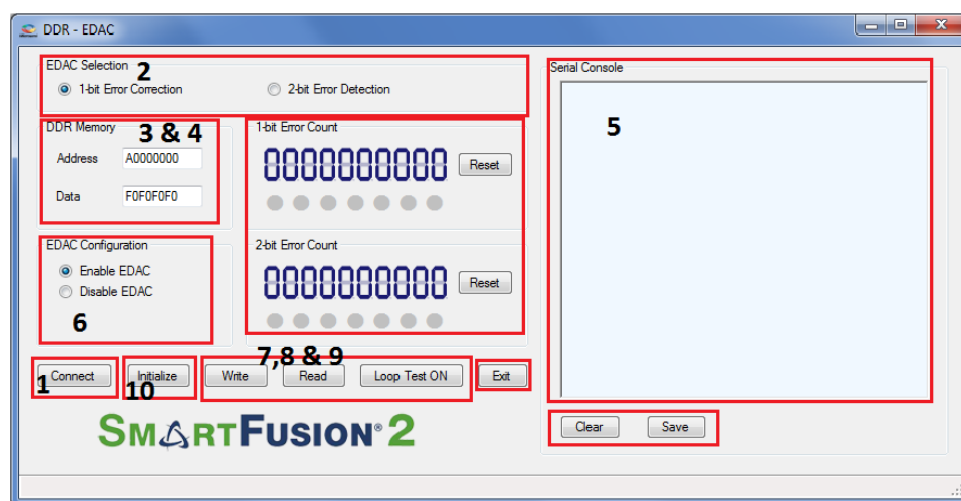 DDR - EDAC
EDAC Selection
2
1-bit Error Correction
2-bit Error Detection
DDR Memory
3 & 4
Address
A0000000
Data
F0F0F0F0
1-bit Error Count
0000000000
Reset
EDAC Configuration
Enable EDAC
Disable EDAC
6
2-bit Error Count
0000000000
Reset
7,8 & 9
Connect
1
Initialize
10
Write
Read
Loop Test ON
Exit
SMARTFUSION® 2
Serial Console
5
Clear
Save